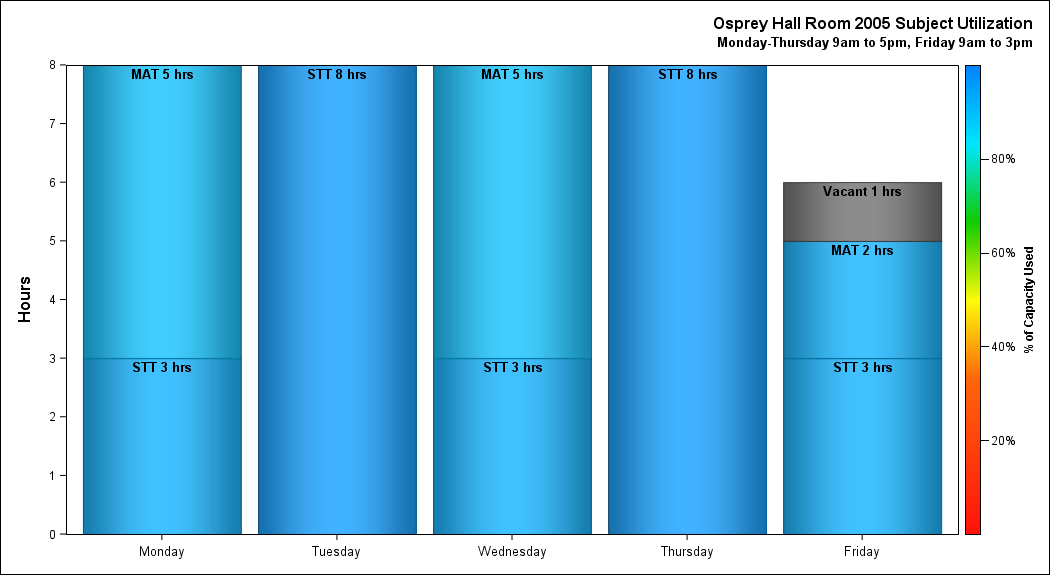 Osprey Hall Room 2005 Subject Utilization
Monday-Thursday 9am to 5pm, Friday 9am to 3pm
8
7
6
5
4
3
2
1
0
Hours
MAT 5 hrs
STT 3 hrs
STT 8 hrs
MAT 5 hrs
STT 3 hrs
STT 8 hrs
Vacant 1 hrs
MAT 2 hrs
STT 3 hrs
Monday
Tuesday
Wednesday
Thursday
Friday
80%
60%
40%
20%
% of Capacity Used